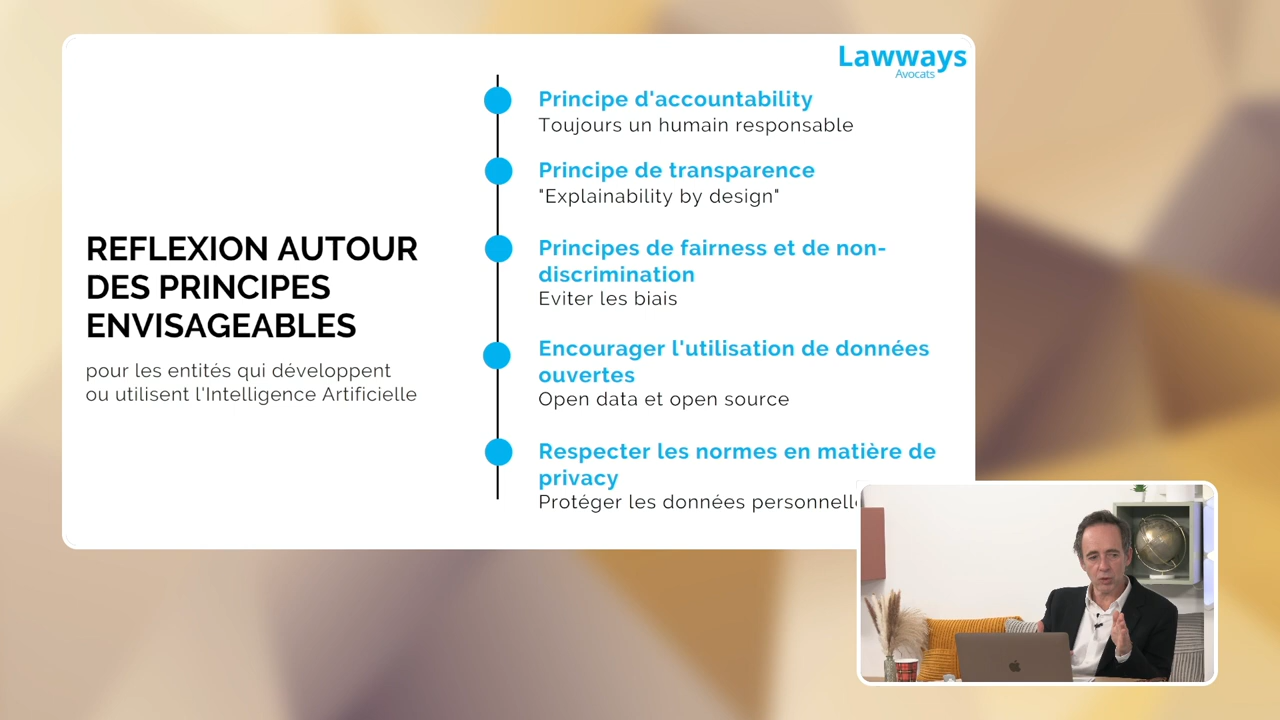 Lawways
Avocats
REFLEXION AUTOUR
DES PRINCIPES
ENVISAGEABLES
pour les entités qui développent
ou utilisent l'Intelligence Artificielle
Principe d'accountability
Toujours un humain responsable
Principe de transparence
"Explainability by design"
Principes de fairness et de non-
discrimination
Eviter les biais
Encourager l'utilisation de données
ouvertes
Open data et open source
Respecter les normes en matière de
privacy
Protéger les données